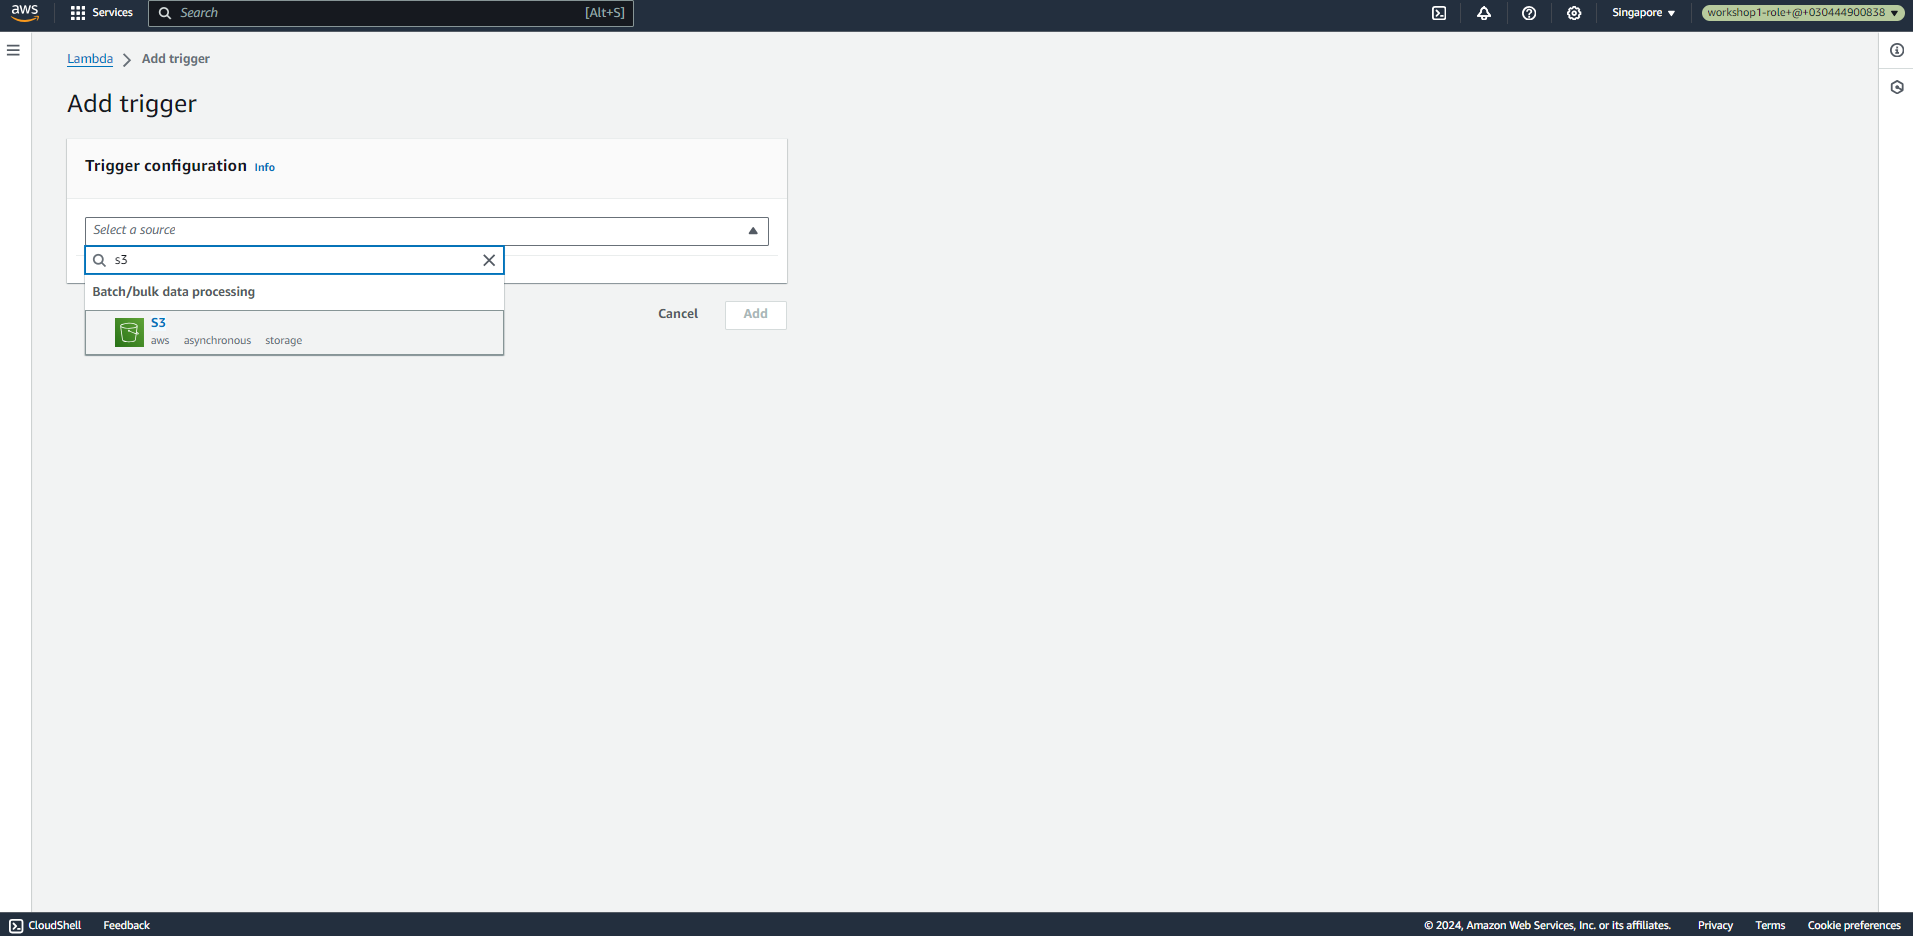 aws Services Search [Alt+S] Singapore workshop1-role+@+030444900838
Lambda Add trigger
Add trigger
Trigger configuration Info
Select a source
s3
Batch/bulk data processing
S3
aws asynchronous storage
Cancel Add
CloudShell Feedback © 2024, Amazon Web Services, Inc. or its affiliates. Privacy Terms Cookie preferences